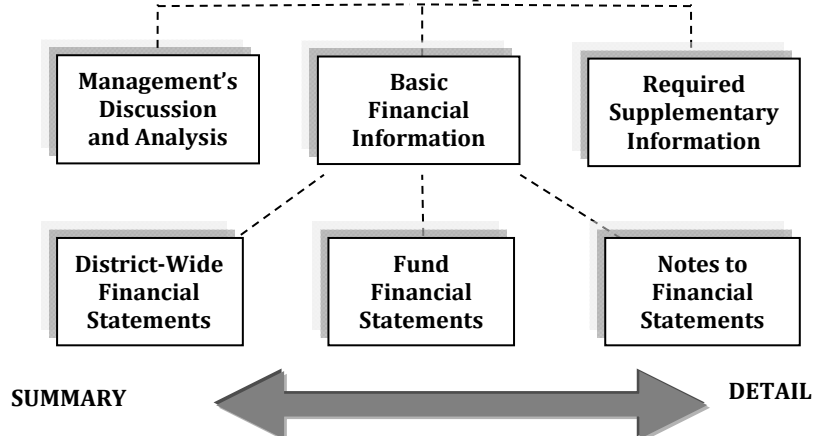 Management's
Discussion
and Analysis
Basic
Financial
Information
Required
Supplementary
Information
District-Wide
Financial
Statements
Fund
Financial
Statements
Notes to
Financial
Statements
SUMMARY
DETAIL